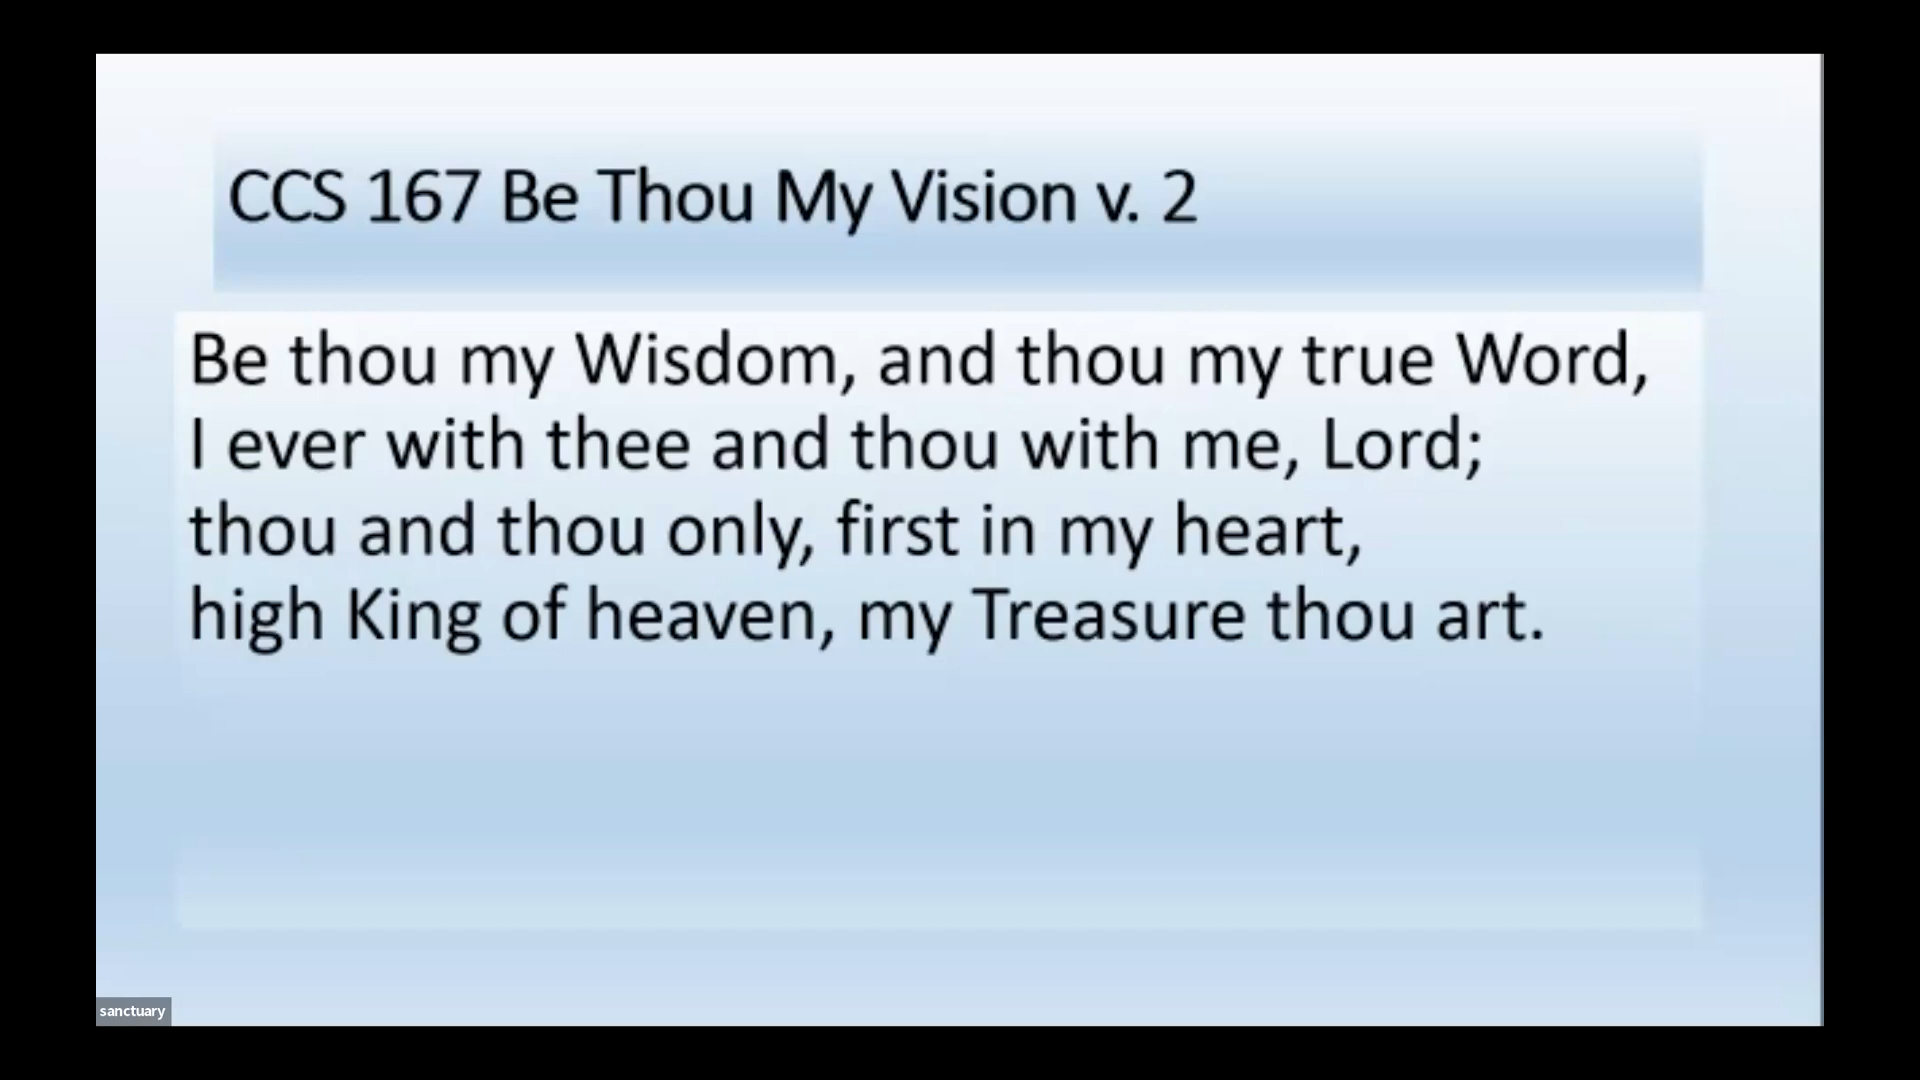 CCS 167 Be Thou My Vision v. 2
Be thou my Wisdom, and thou my true Word,
I ever with thee and thou with me, Lord;
thou and thou only, first in my heart,
high King of heaven, my Treasure thou art.
sanctuary